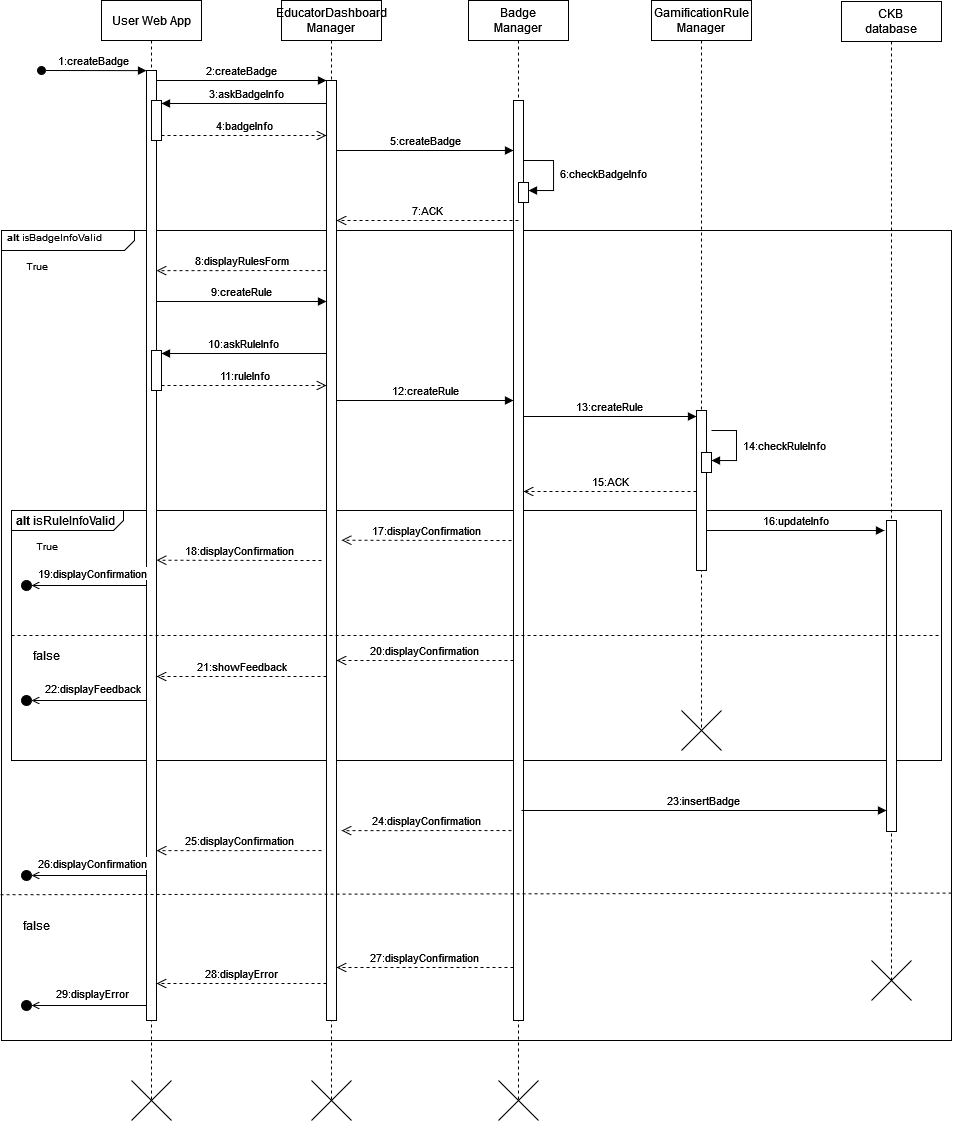 User Web App
EducatorDashboard
Manager
Badge
Manager
GamificationRule
Manager
CKB
database
1:createBadge
2:createBadge
3:askBadgeInfo
4:badgeInfo
5:createBadge
6:checkBadgeInfo
7:ACK
alt isBadgeInfoValid
True
8:displayRulesForm
9:createRule
10:askRuleInfo
11:ruleInfo
12:createRule
13:createRule
14:checkRuleInfo
15:ACK
alt isRuleInfoValid
16:updateInfo
17:displayConfirmation
True
18:displayConfirmation
19:displayConfirmation
false
20:displayConfirmation
21:showFeedback
22:displayFeedback
23:insertBadge
24:displayConfirmation
25:displayConfirmation
26:displayConfirmation
false
27:displayConfirmation
28:displayError
29:displayError